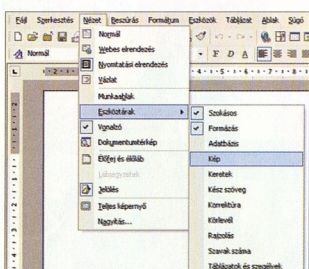 Fájl Szerkesztés Nézet Beszúrás Formátum Eszközök Táblázat Ablak Súgó
Normál
F D A
Normál
Webes elrendezés
Nyomtatási elrendezés
Vázlat
Munkaablak
Eszköztárak
Vonalzó
Dokumentumtérkép
Élőfej és élőláb
Lábjegyzetek
Jelölés
Teljes képernyő
Nagyítás...
Szokásos
Formázás
Adatbázis
Kép
Keretek
Kész szöveg
Korrektúra
Körlevél
Rajzolás
Szavak száma
Táblázatok és szegélyek